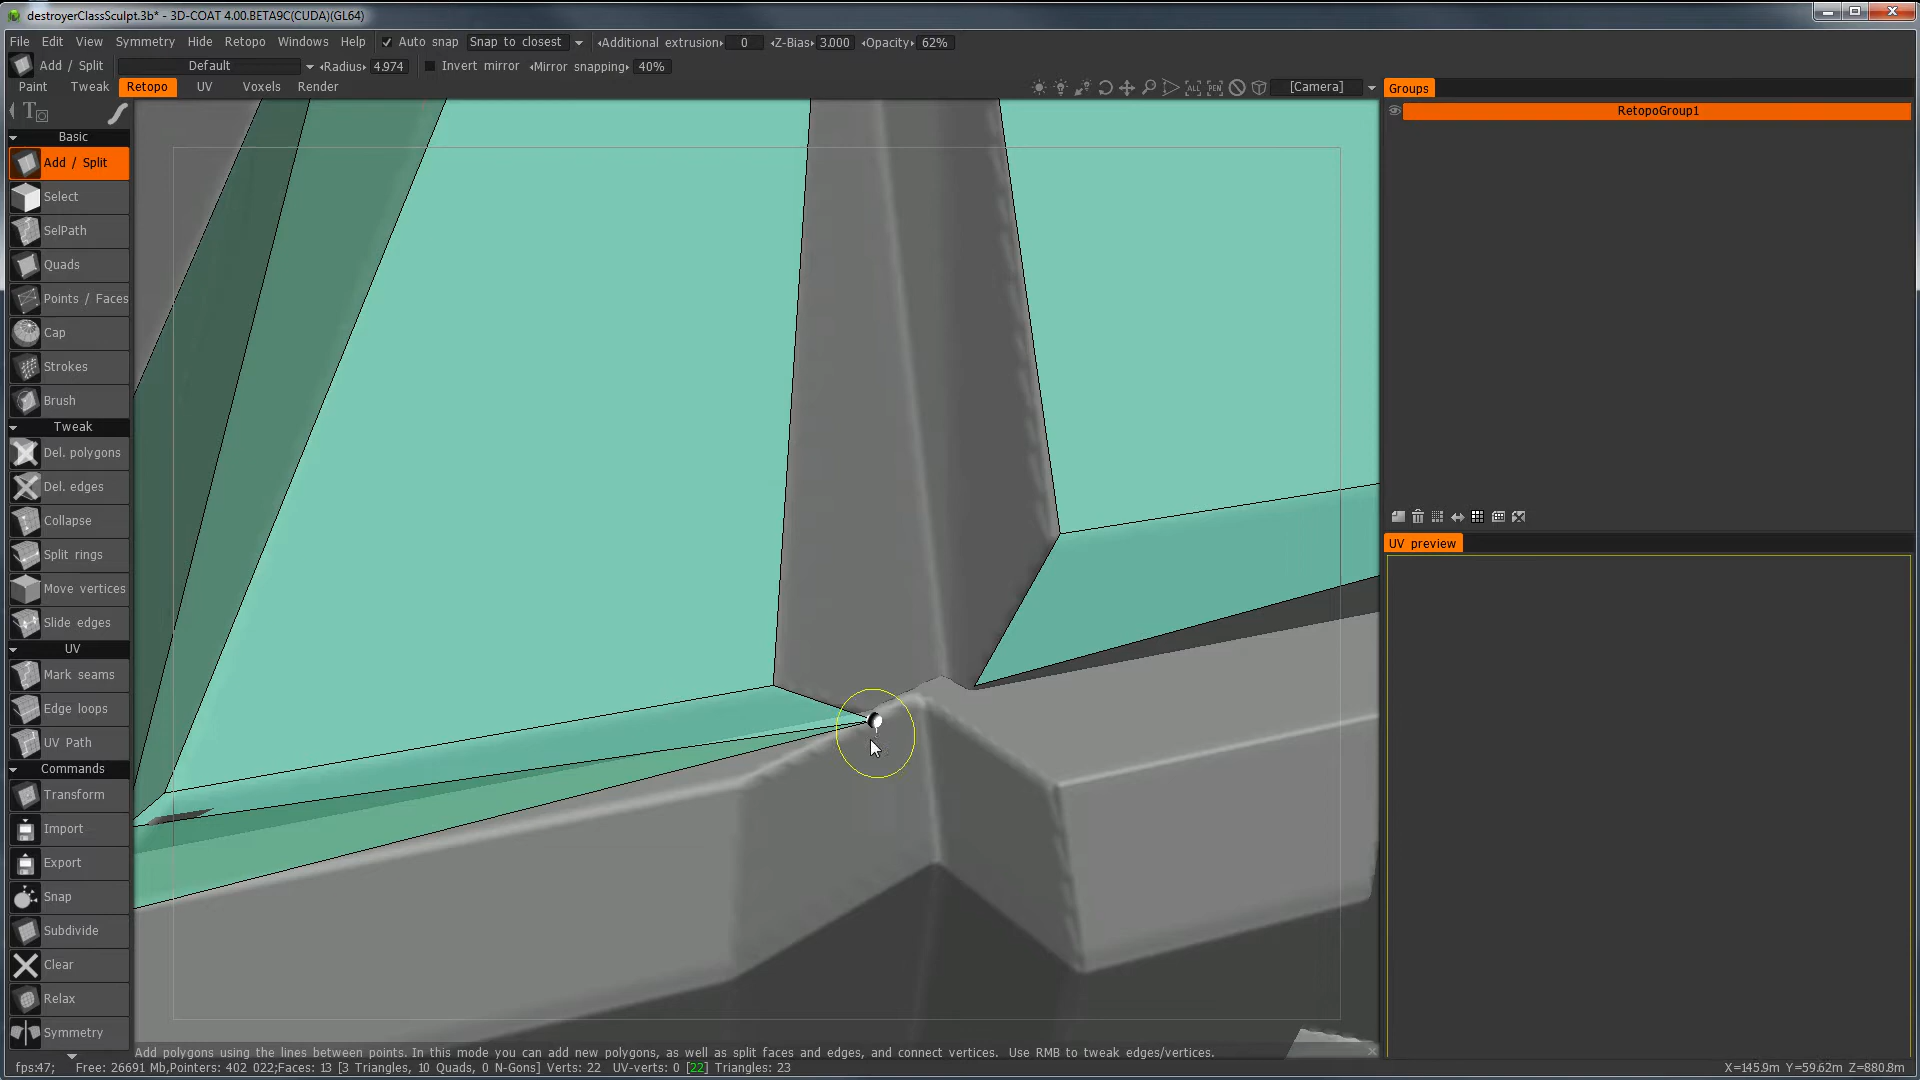 destroyerClassSculpt.3b* - 3D-COAT 4.00.BETA9C(CUDA)(GL64)
File Edit View Symmetry Hide Retopo Windows Help Auto snap Snap to closest Additional extrusion 0 Z-Bias 3.000 Opacity 62%
Add / Split Default Radius 4.974 Invert mirror Mirror snapping 40%
Paint Tweak Retopo UV Voxels Render ALL PEN [Camera] Groups
RetopoGroup1
Basic
Add / Split
Select
SelPath
Quads
Points / Faces
Cap
Strokes
Brush
Tweak
Del. polygons
Del. edges
Collapse
Split rings
UV preview
Move vertices
Slide edges
UV
Mark seams
Edge loops
UV Path
Commands
Transform
Import
Export
Snap
Subdivide
Clear
Relax
Symmetry
Add polygons using the lines between points. In this mode you can add new polygons, as well as split faces and edges, and connect vertices. Use RMB to tweak edges/vertices.
fps:47; Free: 26691 Mb,Pointers: 402 022;Faces: 13 [3 Triangles, 10 Quads, 0 N-Gons] Verts: 22 UV-verts: 0 [22] Triangles: 23 X=145.9m Y=59.62m Z=880.8m